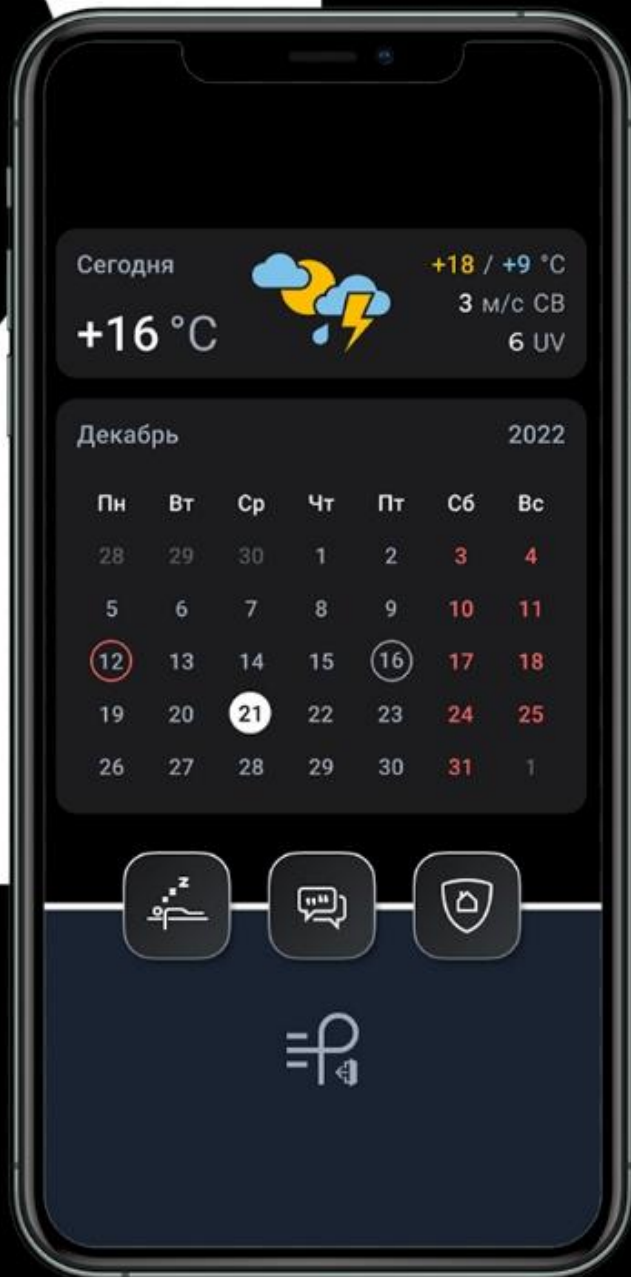 Сегодня
+16 °C
+18 / +9 °C
3 м/с СВ
6 UV
Декабрь 2022
Пн Вт Ср Чт Пт Сб Вс
28 29 30 1 2 3 4
5 6 7 8 9 10 11
12 13 14 15 16 17 18
19 20 21 22 23 24 25
26 27 28 29 30 31 1